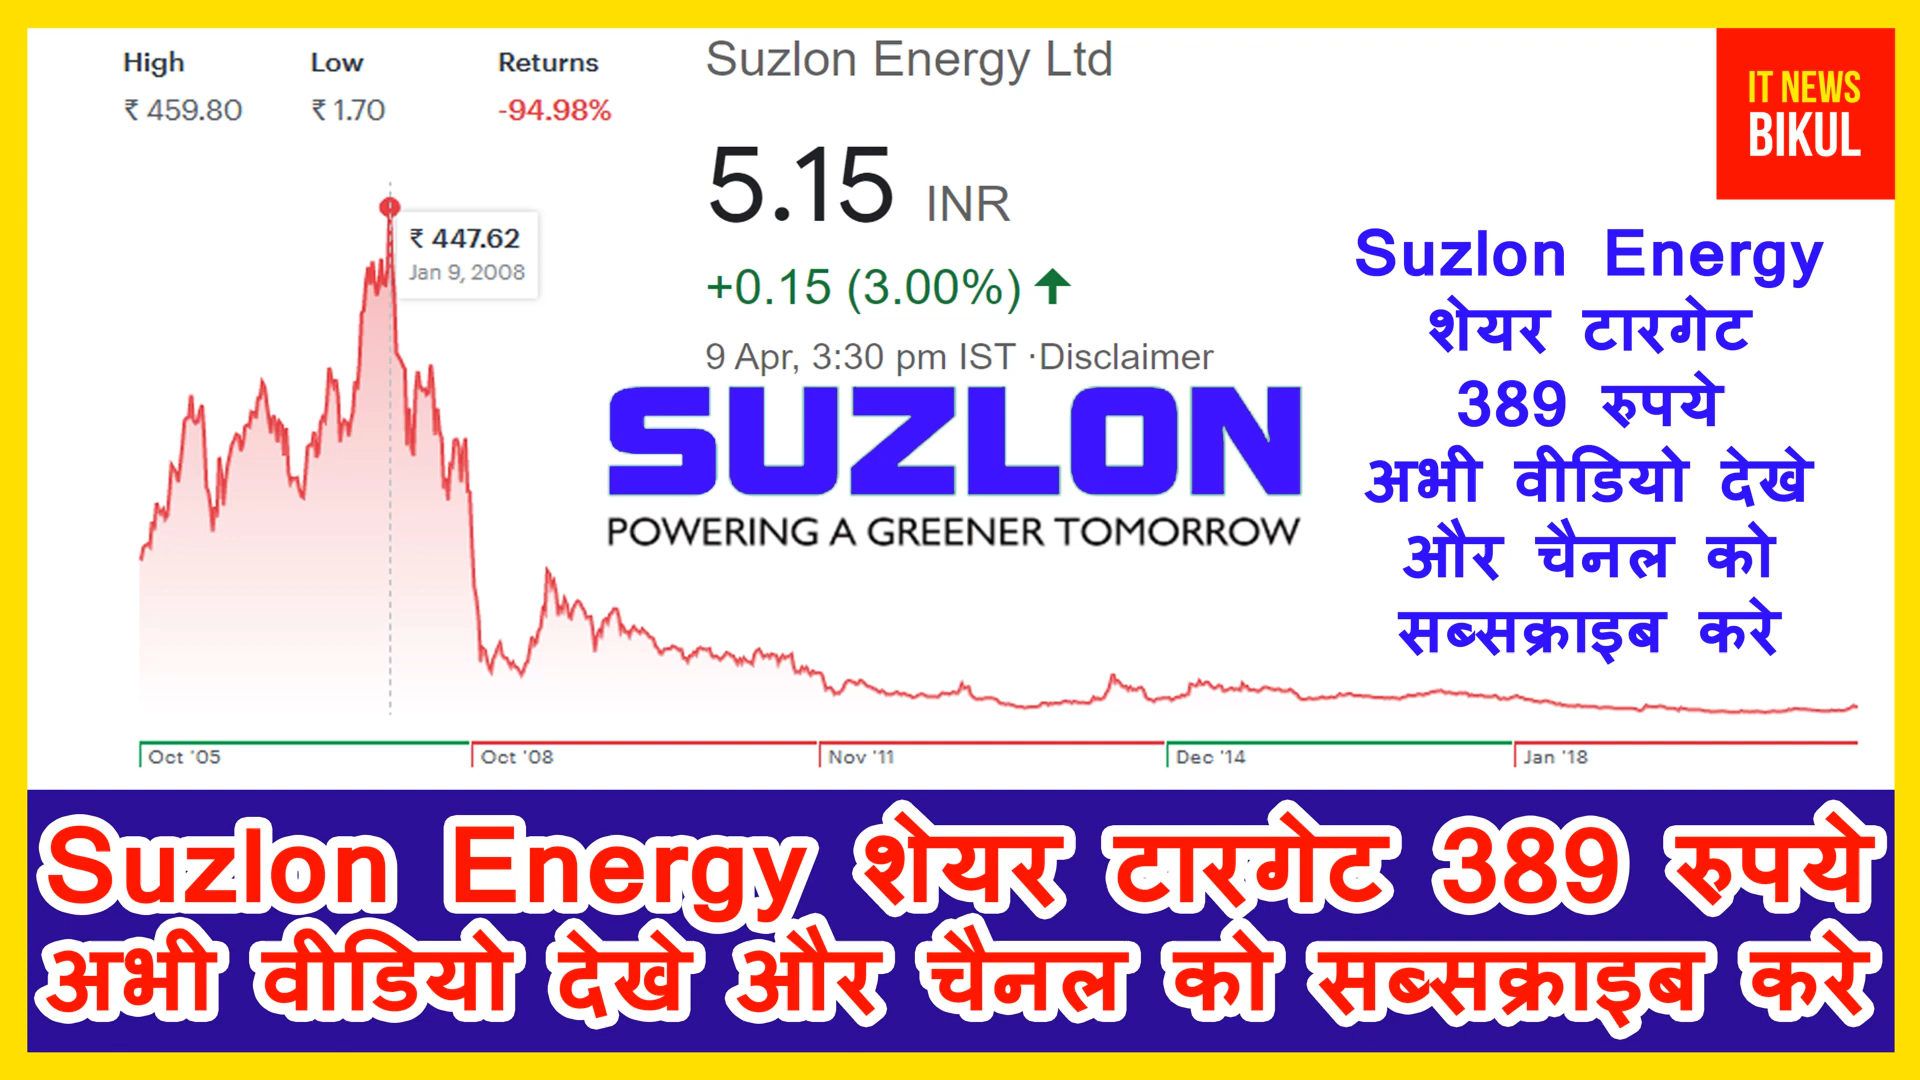 High Low Returns
₹ 459.80 ₹ 1.70 -94.98%
Suzlon Energy Ltd
5.15 INR
+0.15 (3.00%)
9 Apr, 3:30 pm IST ·Disclaimer
₹ 447.62
Jan 9, 2008
SUZLON
POWERING A GREENER TOMORROW
IT NEWS
BIKUL
Suzlon Energy
शेयर टारगेट
389 रुपये
अभी वीडियो देखे
और चैनल को
सब्सक्राइब करे
Oct '05 Oct '08 Nov '11 Dec '14 Jan '18
Suzlon Energy शेयर टारगेट 389 रुपये
अभी वीडियो देखे और चैनल को सब्सक्राइब करे